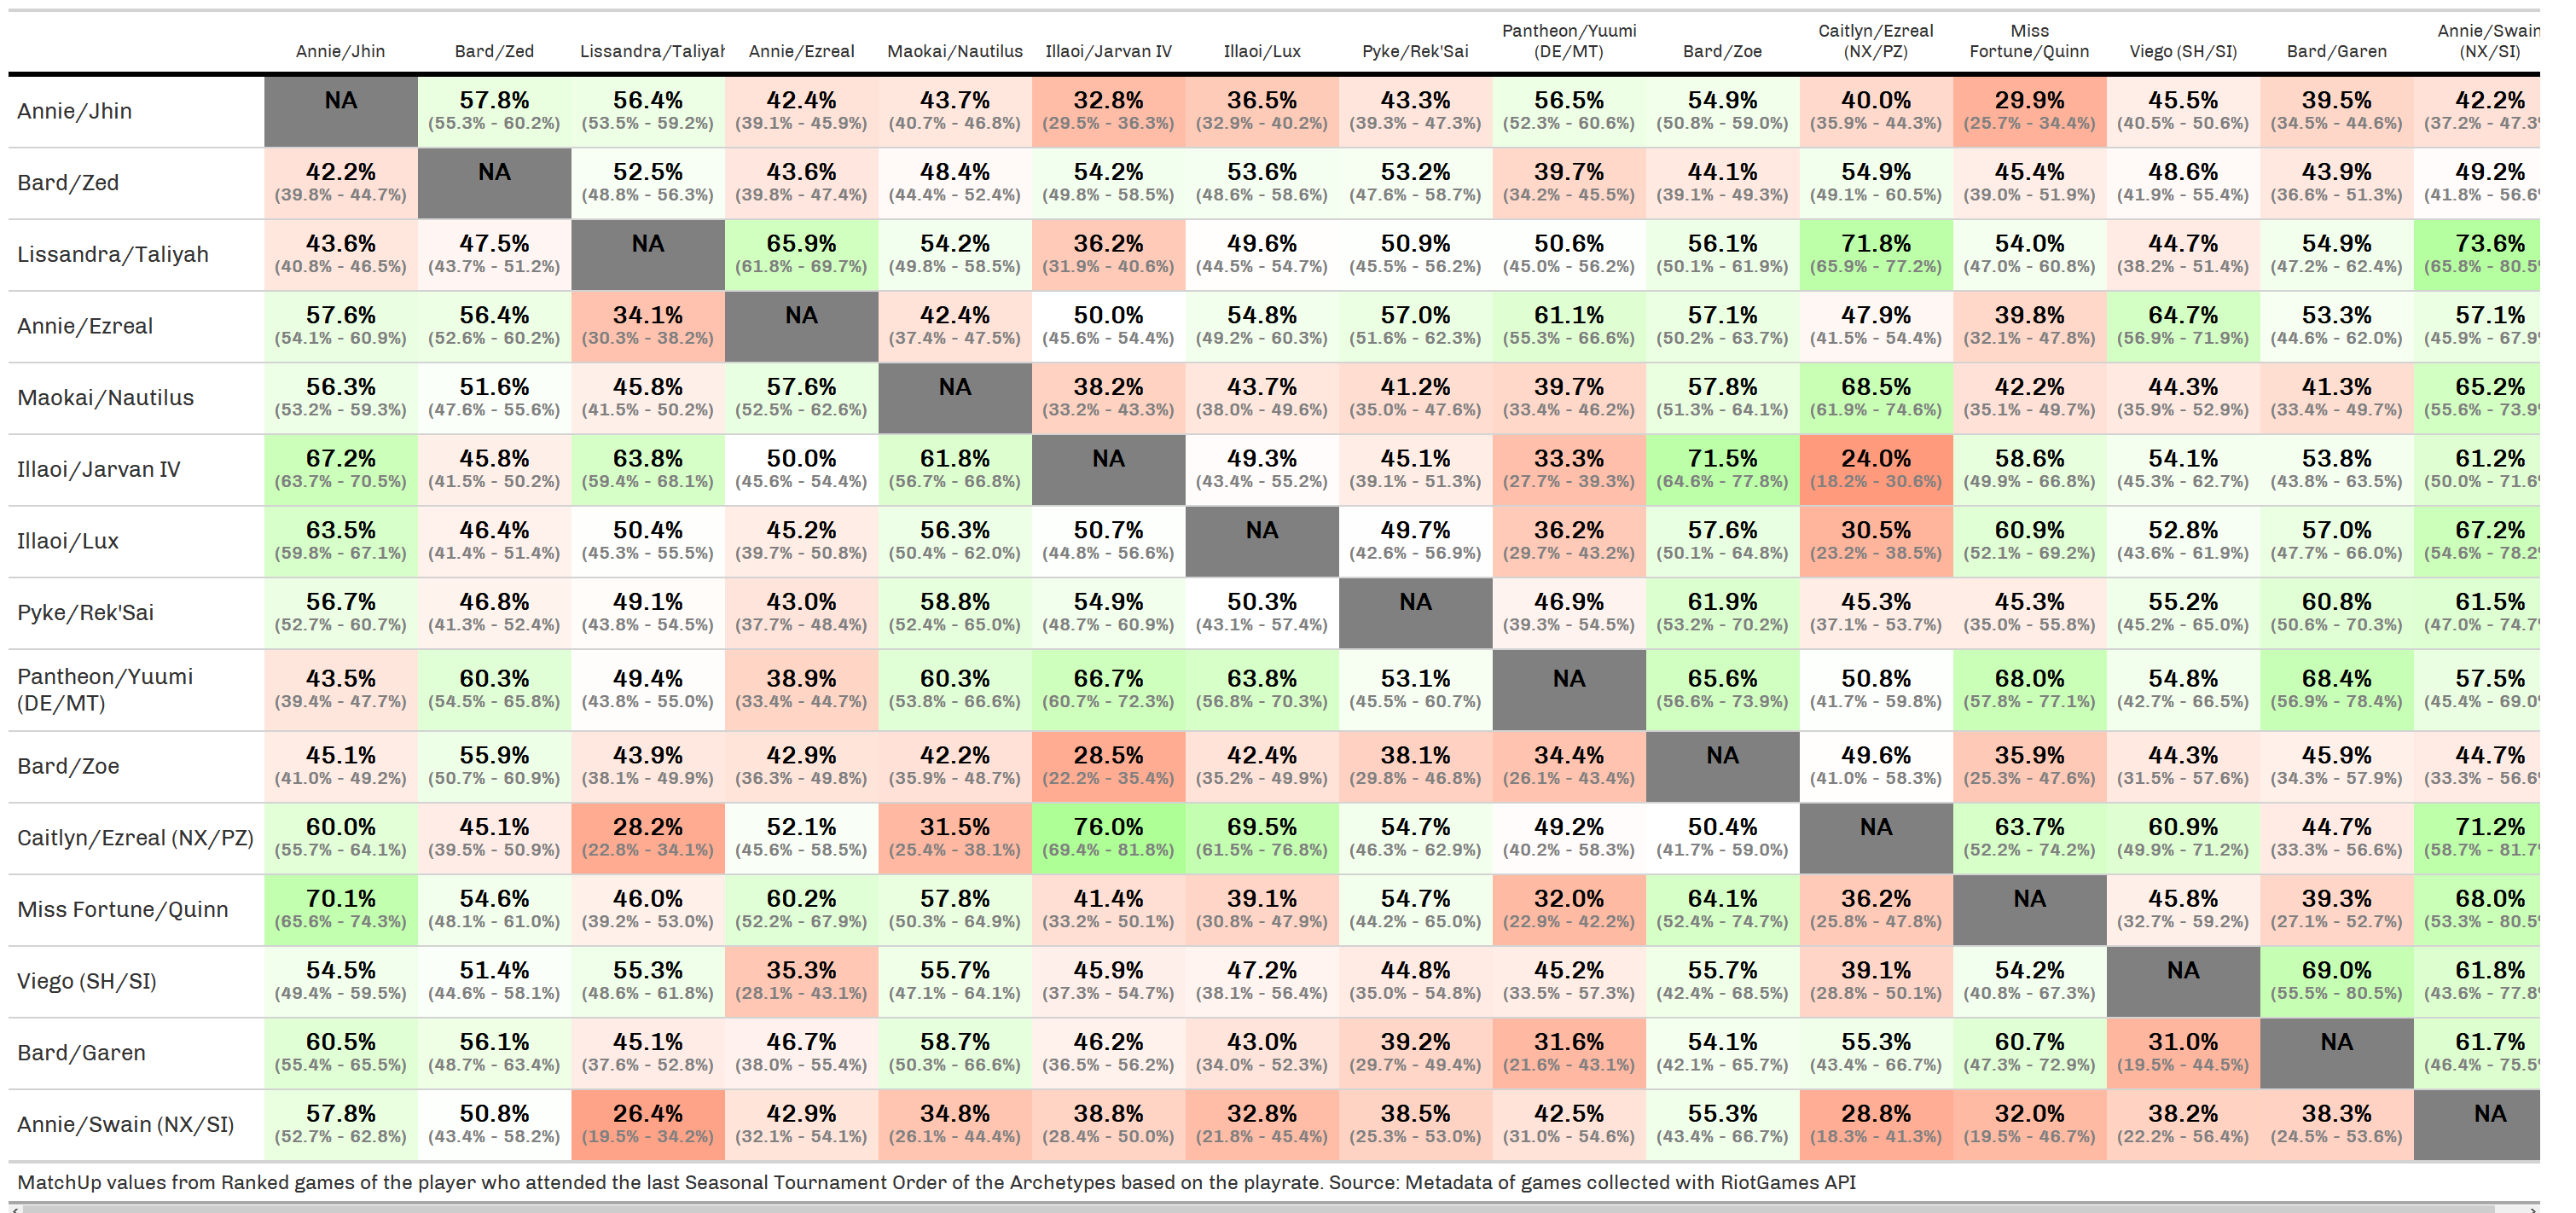 Annie/Jhin Bard/Zed Lissandra/Taliyah Annie/Ezreal Maokai/Nautilus Illaoi/Jarvan IV Illaoi/Lux Pyke/Rek'Sai Pantheon/Yuumi (DE/MT) Bard/Zoe Caitlyn/Ezreal (NX/PZ) Miss Fortune/Quinn Viego (SH/SI) Bard/Garen Annie/Swain (NX/SI)
Annie/Jhin NA 57.8% 56.4% 42.4% 43.7% 32.8% 36.5% 43.3% 56.5% 54.9% 40.0% 29.9% 45.5% 39.5% 42.2%
(55.3% - 60.2%) (53.5% - 59.2%) (39.1% - 45.9%) (40.7% - 46.8%) (29.5% - 36.3%) (32.9% - 40.2%) (39.3% - 47.3%) (52.3% - 60.6%) (50.8% - 59.0%) (35.9% - 44.3%) (25.7% - 34.4%) (40.5% - 50.6%) (34.5% - 44.6%) (37.2% - 47.3
Bard/Zed 42.2% NA 52.5% 43.6% 48.4% 54.2% 53.6% 53.2% 39.7% 44.1% 54.9% 45.4% 48.6% 43.9% 49.2%
(39.8% - 44.7%) (48.8% - 56.3%) (39.8% - 47.4%) (44.4% - 52.4%) (49.8% - 58.5%) (48.6% - 58.6%) (47.6% - 58.7%) (34.2% - 45.5%) (39.1% - 49.3%) (49.1% - 60.5%) (39.0% - 51.9%) (41.9% - 55.4%) (36.6% - 51.3%) (41.8% - 56.6
Lissandra/Taliyah 43.6% 47.5% NA 65.9% 54.2% 36.2% 49.6% 50.9% 50.6% 56.1% 71.8% 54.0% 44.7% 54.9% 73.6%
(40.8% - 46.5%) (43.7% - 51.2%) (61.8% - 69.7%) (49.8% - 58.5%) (31.9% - 40.6%) (44.5% - 54.7%) (45.5% - 56.2%) (45.0% - 56.2%) (50.1% - 61.9%) (65.9% - 77.2%) (47.0% - 60.8%) (38.2% - 51.4%) (47.2% - 62.4%) (65.8% - 80.5
Annie/Ezreal 57.6% 56.4% 34.1% NA 42.4% 50.0% 54.8% 57.0% 61.1% 57.1% 47.9% 39.8% 64.7% 53.3% 57.1%
(54.1% - 60.9%) (52.6% - 60.2%) (30.3% - 38.2%) (37.4% - 47.5%) (45.6% - 54.4%) (49.2% - 60.3%) (51.6% - 62.3%) (55.3% - 66.6%) (50.2% - 63.7%) (41.5% - 54.4%) (32.1% - 47.8%) (56.9% - 71.9%) (44.6% - 62.0%) (45.9% - 67.9
Maokai/Nautilus 56.3% 51.6% 45.8% 57.6% NA 38.2% 43.7% 41.2% 39.7% 57.8% 68.5% 42.2% 44.3% 41.3% 65.2%
(53.2% - 59.3%) (47.6% - 55.6%) (41.5% - 50.2%) (52.5% - 62.6%) (33.2% - 43.3%) (38.0% - 49.6%) (35.0% - 47.6%) (33.4% - 46.2%) (51.3% - 64.1%) (61.9% - 74.6%) (35.1% - 49.7%) (35.9% - 52.9%) (33.4% - 49.7%) (55.6% - 73.9
Illaoi/Jarvan IV 67.2% 45.8% 63.8% 50.0% 61.8% NA 49.3% 45.1% 33.3% 71.5% 24.0% 58.6% 54.1% 53.8% 61.2%
(63.7% - 70.5%) (41.5% - 50.2%) (59.4% - 68.1%) (45.6% - 54.4%) (56.7% - 66.8%) (43.4% - 55.2%) (39.1% - 51.3%) (27.7% - 39.3%) (64.6% - 77.8%) (18.2% - 30.6%) (49.9% - 66.8%) (45.3% - 62.7%) (43.8% - 63.5%) (50.0% - 71.6
Illaoi/Lux 63.5% 46.4% 50.4% 45.2% 56.3% 50.7% NA 49.7% 36.2% 57.6% 30.5% 60.9% 52.8% 57.0% 67.2%
(59.8% - 67.1%) (41.4% - 51.4%) (45.3% - 55.5%) (39.7% - 50.8%) (50.4% - 62.0%) (44.8% - 56.6%) (42.6% - 56.9%) (29.7% - 43.2%) (50.1% - 64.8%) (23.2% - 38.5%) (52.1% - 69.2%) (43.6% - 61.9%) (47.7% - 66.0%) (54.6% - 78.2
Pyke/Rek'Sai 56.7% 46.8% 49.1% 43.0% 58.8% 54.9% 50.3% NA 46.9% 61.9% 45.3% 45.3% 55.2% 60.8% 61.5%
(52.7% - 60.7%) (41.3% - 52.4%) (43.8% - 54.5%) (37.7% - 48.4%) (52.4% - 65.0%) (48.7% - 60.9%) (43.1% - 57.4%) (39.3% - 54.5%) (53.2% - 70.2%) (37.1% - 53.7%) (35.0% - 55.8%) (45.2% - 65.0%) (50.6% - 70.3%) (47.0% - 74.7
Pantheon/Yuumi (DE/MT) 43.5% 60.3% 49.4% 38.9% 60.3% 66.7% 63.8% 53.1% NA 65.6% 50.8% 68.0% 54.8% 68.4% 57.5%
(39.4% - 47.7%) (54.5% - 65.8%) (43.8% - 55.0%) (33.4% - 44.7%) (53.8% - 66.6%) (60.7% - 72.3%) (56.8% - 70.3%) (45.5% - 60.7%) (56.6% - 73.9%) (41.7% - 59.8%) (57.8% - 77.1%) (42.7% - 66.5%) (56.9% - 78.4%) (45.4% - 69.0
Bard/Zoe 45.1% 55.9% 43.9% 42.9% 42.2% 28.5% 42.4% 38.1% 34.4% NA 49.6% 35.9% 44.3% 45.9% 44.7%
(41.0% - 49.2%) (50.7% - 60.9%) (38.1% - 49.9%) (36.3% - 49.8%) (35.9% - 48.7%) (22.2% - 35.4%) (35.2% - 49.9%) (29.8% - 46.8%) (26.1% - 43.4%) (41.0% - 58.3%) (25.3% - 47.6%) (31.5% - 57.6%) (34.3% - 57.9%) (33.3% - 56.6
Caitlyn/Ezreal (NX/PZ) 60.0% 45.1% 28.2% 52.1% 31.5% 76.0% 69.5% 54.7% 49.2% 50.4% NA 63.7% 60.9% 44.7% 71.2%
(55.7% - 64.1%) (39.5% - 50.9%) (22.8% - 34.1%) (45.6% - 58.5%) (25.4% - 38.1%) (69.4% - 81.8%) (61.5% - 76.8%) (46.3% - 62.9%) (40.2% - 58.3%) (41.7% - 59.0%) (52.2% - 74.2%) (49.9% - 71.2%) (33.3% - 56.6%) (58.7% - 81.7
Miss Fortune/Quinn 70.1% 54.6% 46.0% 60.2% 57.8% 41.4% 39.1% 54.7% 32.0% 64.1% 36.2% NA 45.8% 39.3% 68.0%
(65.6% - 74.3%) (48.1% - 61.0%) (39.2% - 53.0%) (52.2% - 67.9%) (50.3% - 64.9%) (33.2% - 50.1%) (30.8% - 47.9%) (44.2% - 65.0%) (22.9% - 42.2%) (52.4% - 74.7%) (25.8% - 47.8%) (32.7% - 59.2%) (27.1% - 52.7%) (53.3% - 80.5
Viego (SH/SI) 54.5% 51.4% 55.3% 35.3% 55.7% 45.9% 47.2% 44.8% 45.2% 55.7% 39.1% 54.2% NA 69.0% 61.8%
(49.4% - 59.5%) (44.6% - 58.1%) (48.6% - 61.8%) (28.1% - 43.1%) (47.1% - 64.1%) (37.3% - 54.7%) (38.1% - 56.4%) (35.0% - 54.8%) (33.5% - 57.3%) (42.4% - 68.5%) (28.8% - 50.1%) (40.8% - 67.3%) (55.5% - 80.5%) (43.6% - 77.8
Bard/Garen 60.5% 56.1% 45.1% 46.7% 58.7% 46.2% 43.0% 39.2% 31.6% 54.1% 55.3% 60.7% 31.0% NA 61.7%
(55.4% - 65.5%) (48.7% - 63.4%) (37.6% - 52.8%) (38.0% - 55.4%) (50.3% - 66.6%) (36.5% - 56.2%) (34.0% - 52.3%) (29.7% - 49.4%) (21.6% - 43.1%) (42.1% - 65.7%) (43.4% - 66.7%) (47.3% - 72.9%) (19.5% - 44.5%) (46.4% - 75.5
Annie/Swain (NX/SI) 57.8% 50.8% 26.4% 42.9% 34.8% 38.8% 32.8% 38.5% 42.5% 55.3% 28.8% 32.0% 38.2% 38.3% NA
(52.7% - 62.8%) (43.4% - 58.2%) (19.5% - 34.2%) (32.1% - 54.1%) (26.1% - 44.4%) (28.4% - 50.0%) (21.8% - 45.4%) (25.3% - 53.0%) (31.0% - 54.6%) (43.4% - 66.7%) (18.3% - 41.3%) (19.5% - 46.7%) (22.2% - 56.4%) (24.5% - 53.6%)
MatchUp values from Ranked games of the player who attended the last Seasonal Tournament Order of the Archetypes based on the playrate. Source: Metadata of games collected with RiotGames API